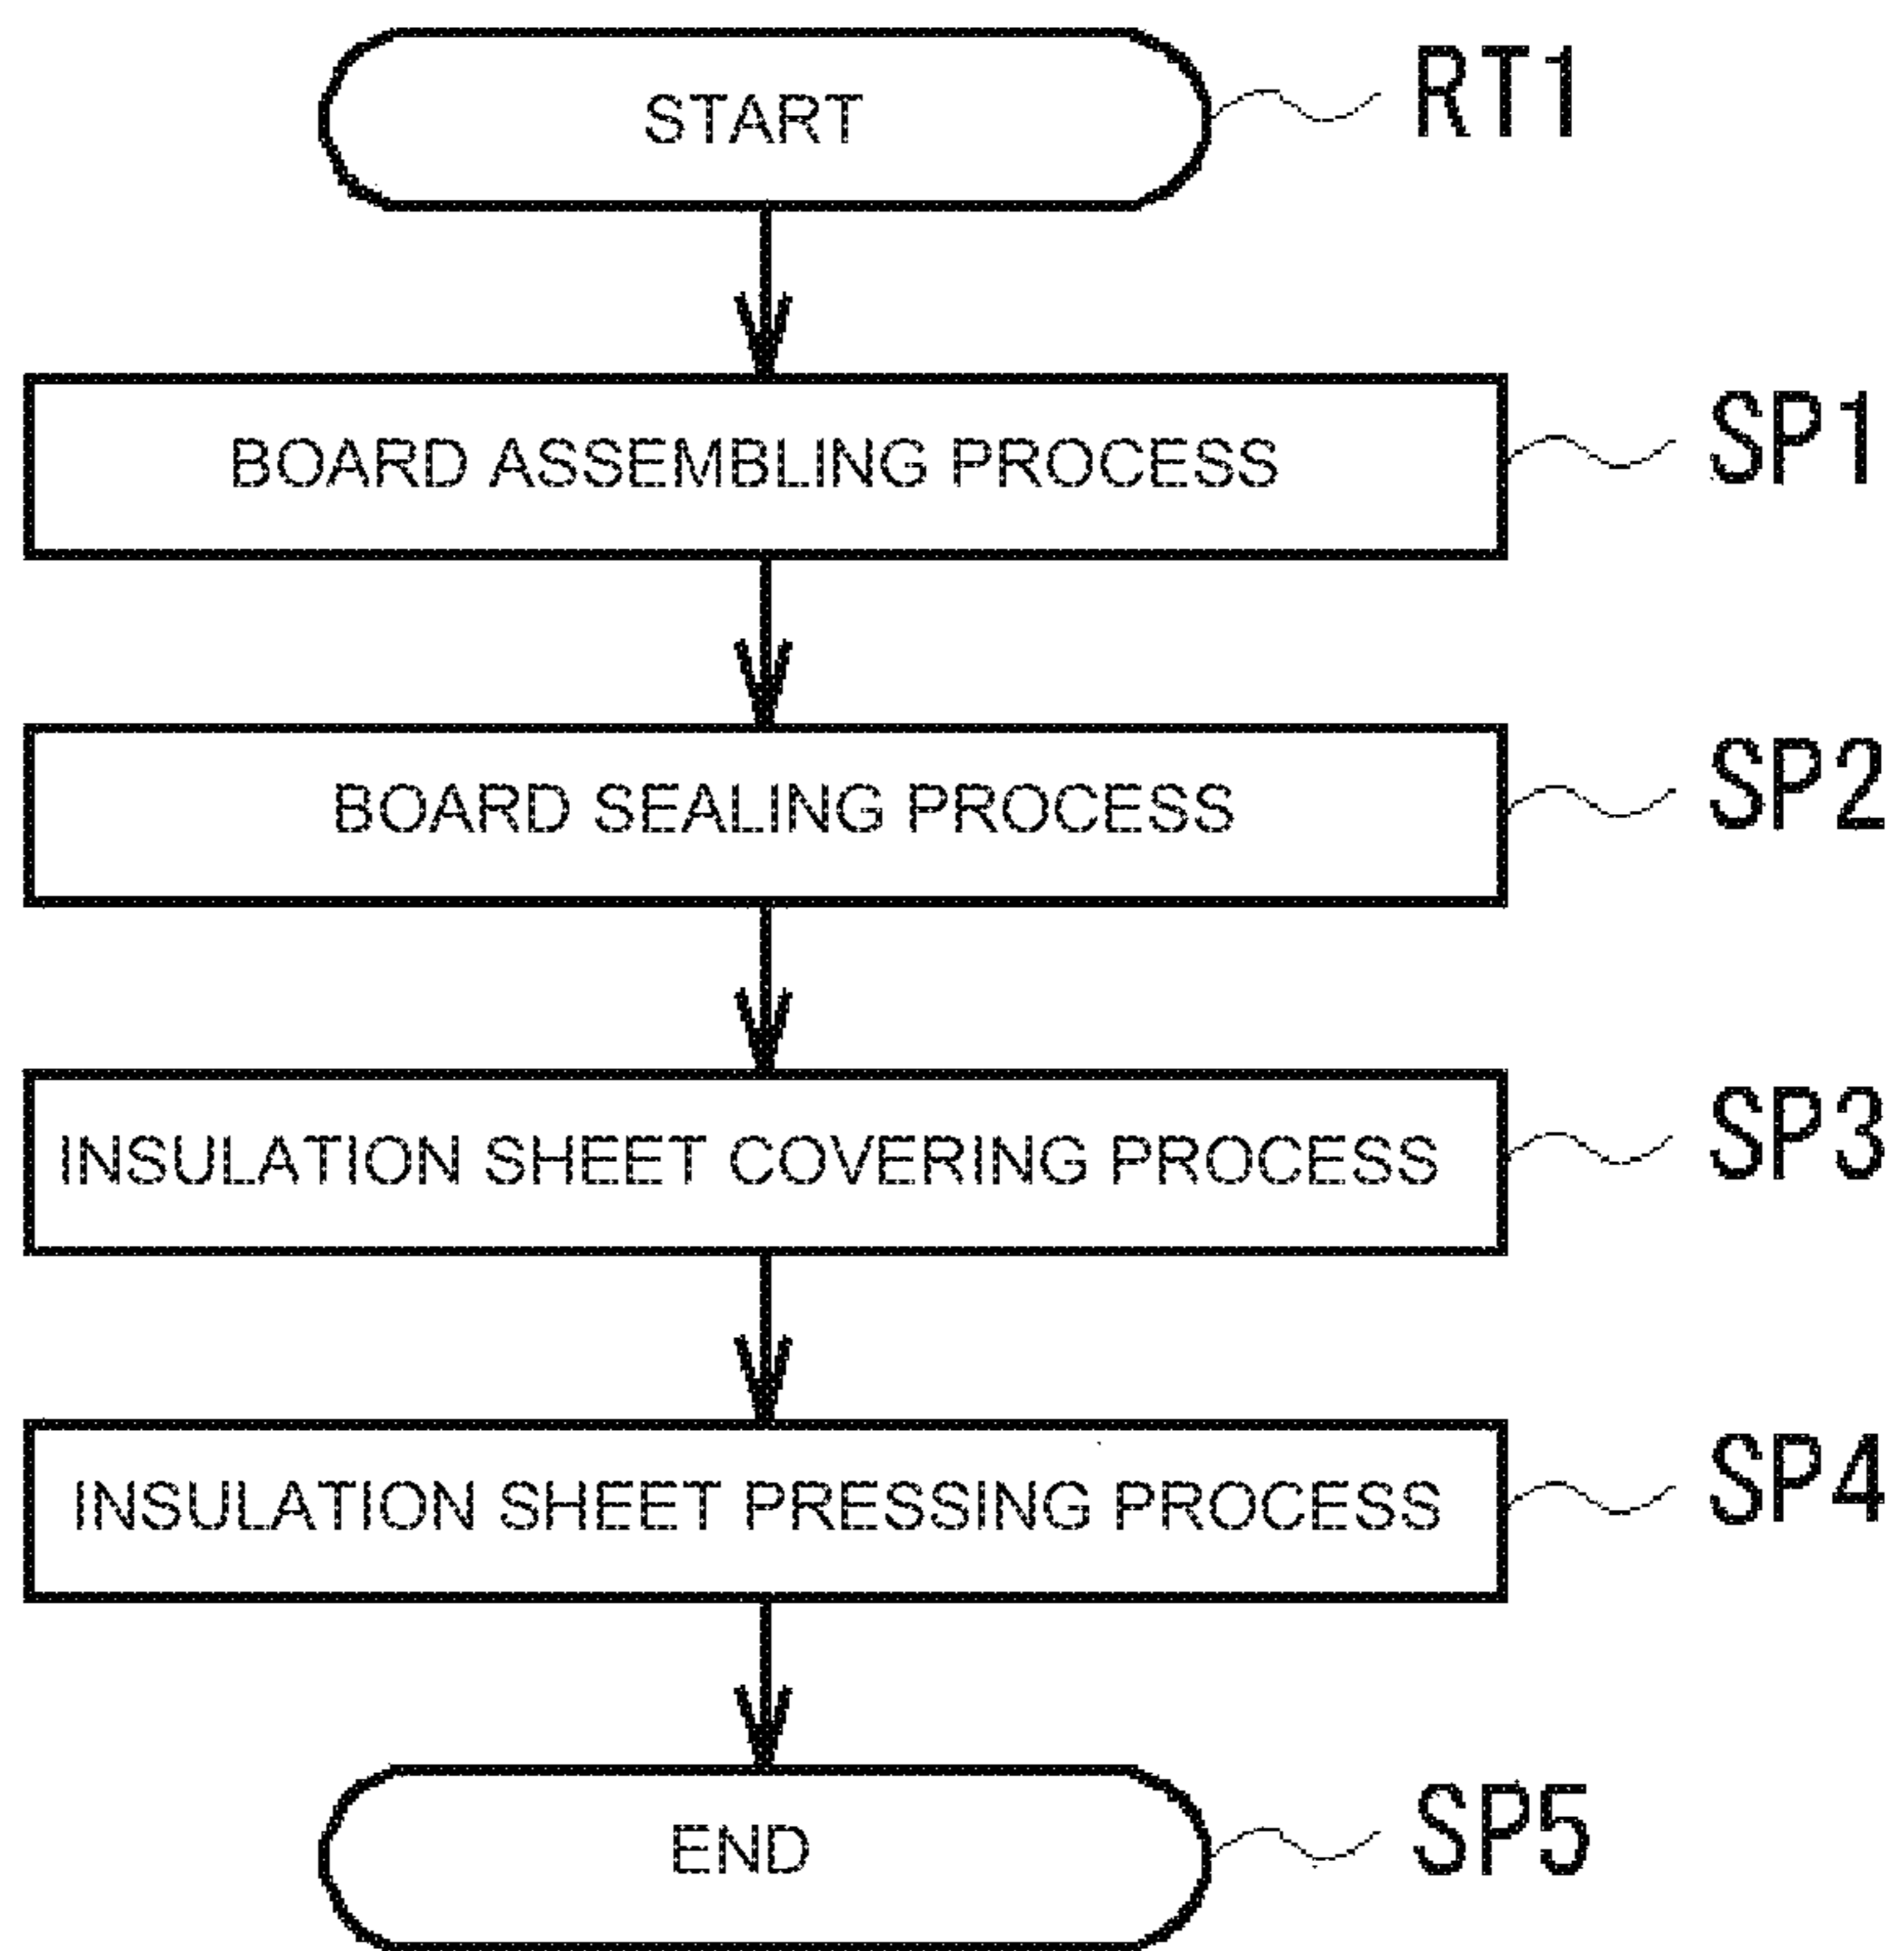 START RT1
BOARD ASSEMBLING PROCESS SP1
BOARD SEALING PROCESS SP2
INSULATION SHEET COVERING PROCESS SP3
INSULATION SHEET PRESSING PROCESS SP4
END SP5